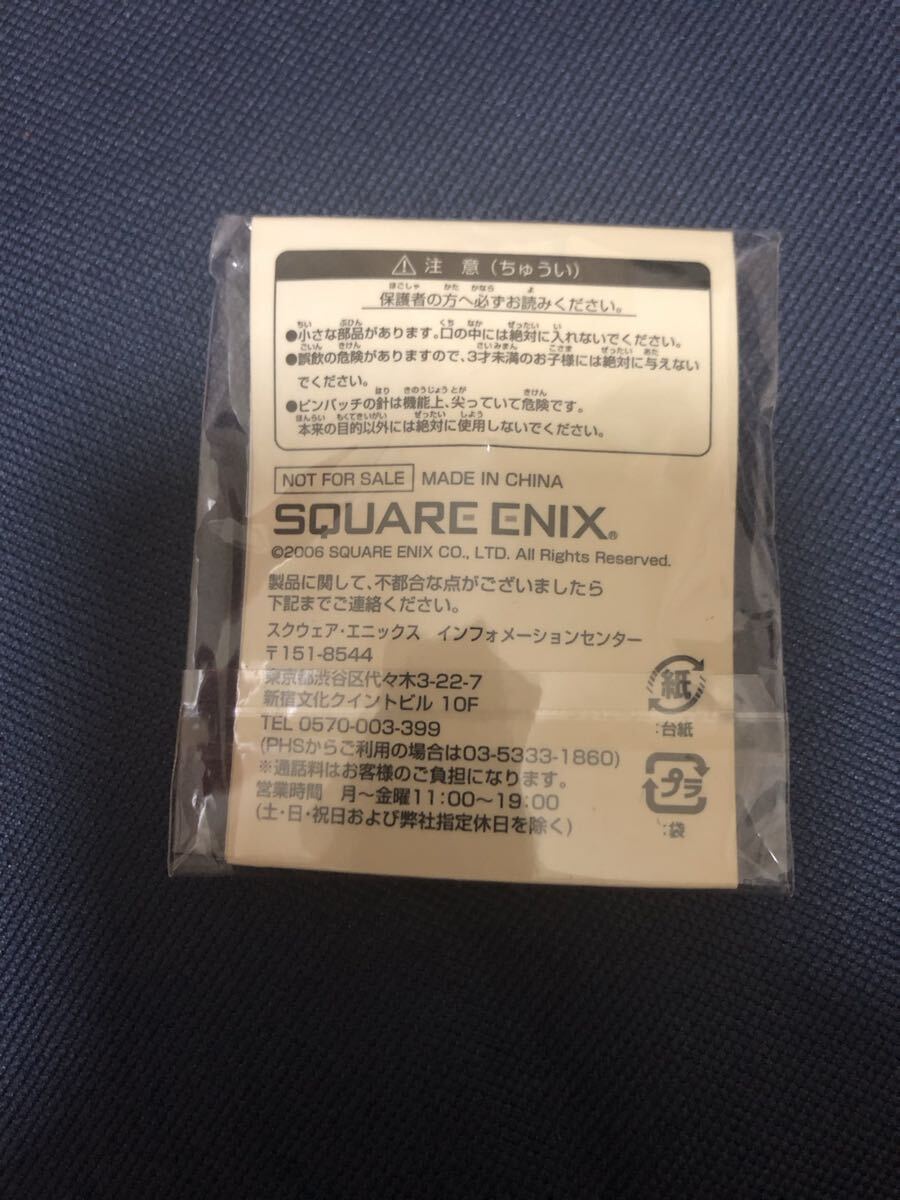 ⚠ 注 意 (ちゅうい)
ほごしゃ かた かなら よ
保護者の方へ必ずお読みください。
ちい ぶひん くち なか ぜったい い
●小さな部品があります。口の中には絶対に入れないでください。
ごいん きけん さいみまん こさま ぜったい あた
●誤飲の危険がありますので、3才未満のお子様には絶対に与えない
でください。
はり きのうじょう とが きけん
●ピンバッチの針は機能上、尖っていて危険です。
ほんらい もくてきいがい ぜったい しよう
本来の目的以外には絶対に使用しないでください。
NOT FOR SALE MADE IN CHINA
SQUARE ENIX®
©2006 SQUARE ENIX CO., LTD. All Rights Reserved.
製品に関して、不都合な点がございましたら
下記までご連絡ください。
スクウェア・エニックス インフォメーションセンター
〒151-8544
東京都渋谷区代々木3-22-7
新宿文化クイントビル 10F
TEL 0570-003-399
(PHSからご利用の場合は03-5333-1860)
※通話料はお客様のご負担になります。
営業時間 月～金曜11:00～19:00
(土・日・祝日および弊社指定休日を除く)
紙
:台紙
プラ
:袋